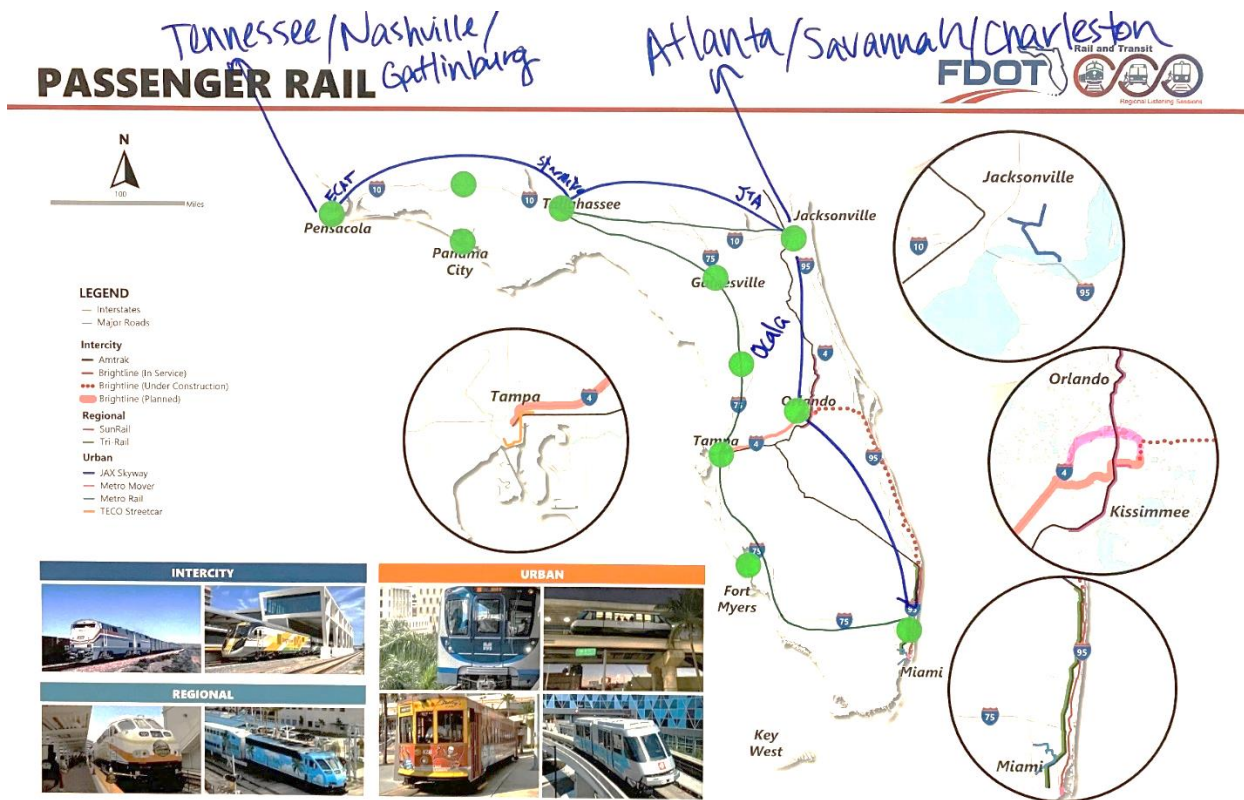 Tennessee/Nashville/
Gatlinburg
Atlanta/Savannah/Charleston
PASSENGER RAIL
FDOT
Rail and Transit
Regional Listening Sessions
N
100
Miles
ECAT
10
Starmetro
10
JTA
Pensacola
Tallahassee
Jacksonville
Panama
City
10
75
95
Gainesville
Ocala
4
75
Orlando
Tampa
4
95
75
Fort
Myers
75
95
Miami
Key
West
LEGEND
Interstates
Major Roads
Intercity
Amtrak
Brightline (In Service)
Brightline (Under Construction)
Brightline (Planned)
Regional
SunRail
Tri-Rail
Urban
JAX Skyway
Metro Mover
Metro Rail
TECO Streetcar
Tampa
4
Jacksonville
10
95
Orlando
4
Kissimmee
95
75
Miami
INTERCITY
REGIONAL
URBAN